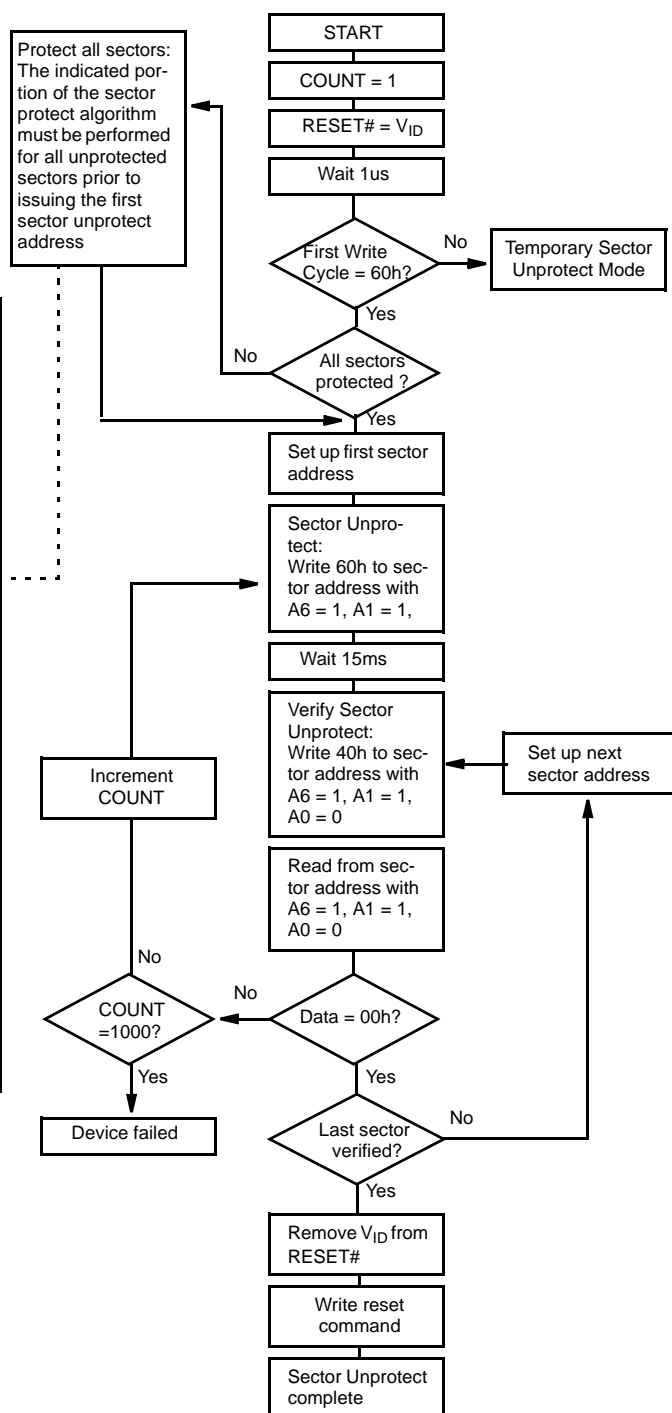 START
COUNT = 1
RESET# = VID
Wait 1us
Protect all sectors:
The indicated por-
tion of the sector
protect algorithm
must be performed
for all unprotected
sectors prior to
issuing the first
sector unprotect
address
First Write
Cycle = 60h?
No
Temporary Sector
Unprotect Mode
Yes
No
All sectors
protected ?
Yes
Set up first sector
address
Sector Unpro-
tect:
Write 60h to sec-
tor address with
A6 = 1, A1 = 1,
Wait 15ms
Verify Sector
Unprotect:
Write 40h to sec-
tor address with
A6 = 1, A1 = 1,
A0 = 0
Set up next
sector address
Increment
COUNT
Read from sec-
tor address with
A6 = 1, A1 = 1,
A0 = 0
No
COUNT
=1000?
No
Data = 00h?
Yes
Yes
Device failed
Last sector
verified?
No
Yes
Remove VID from
RESET#
Write reset
command
Sector Unprotect
complete